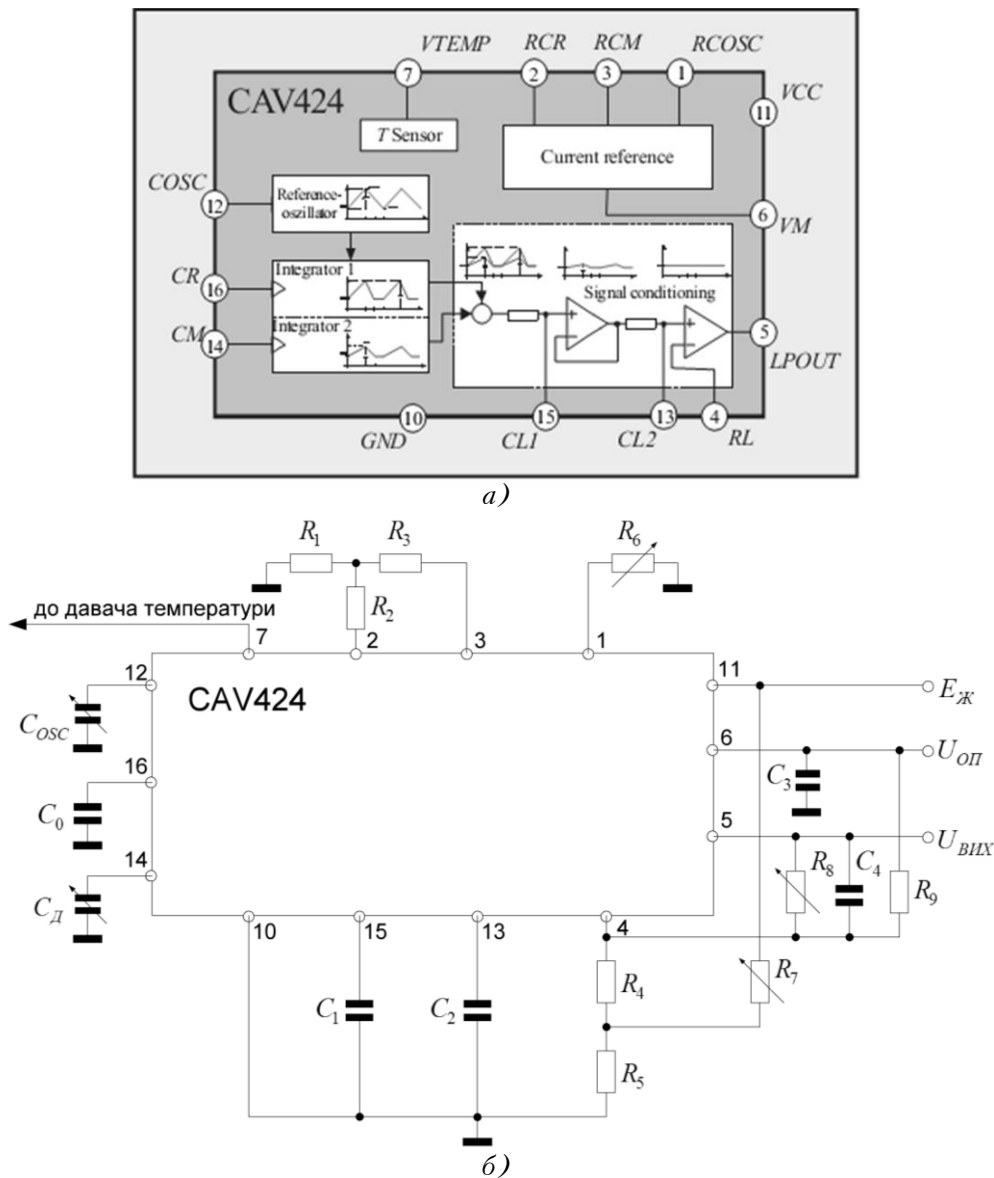 VTEMP RCR RCM RCOSC
7 2 3 1
CAV424
T Sensor
Current reference
VCC
11
COSC
12
Reference-
oszillator
6
VM
CR
16
Integrator 1
CM
14
Integrator 2
Signal conditioning
5
LPOUT
10 15 13 4
GND CL1 CL2 RL
а)
R1 R3 R6
R2
до давача температури
7 2 3 1
12
CAV424
11
EЖ
COSC
16
6
UОП
C0
C3
14
5
UВИХ
CД
R8 C4 R9
10 15 13 4
C1 C2 R4 R7
R5
б)